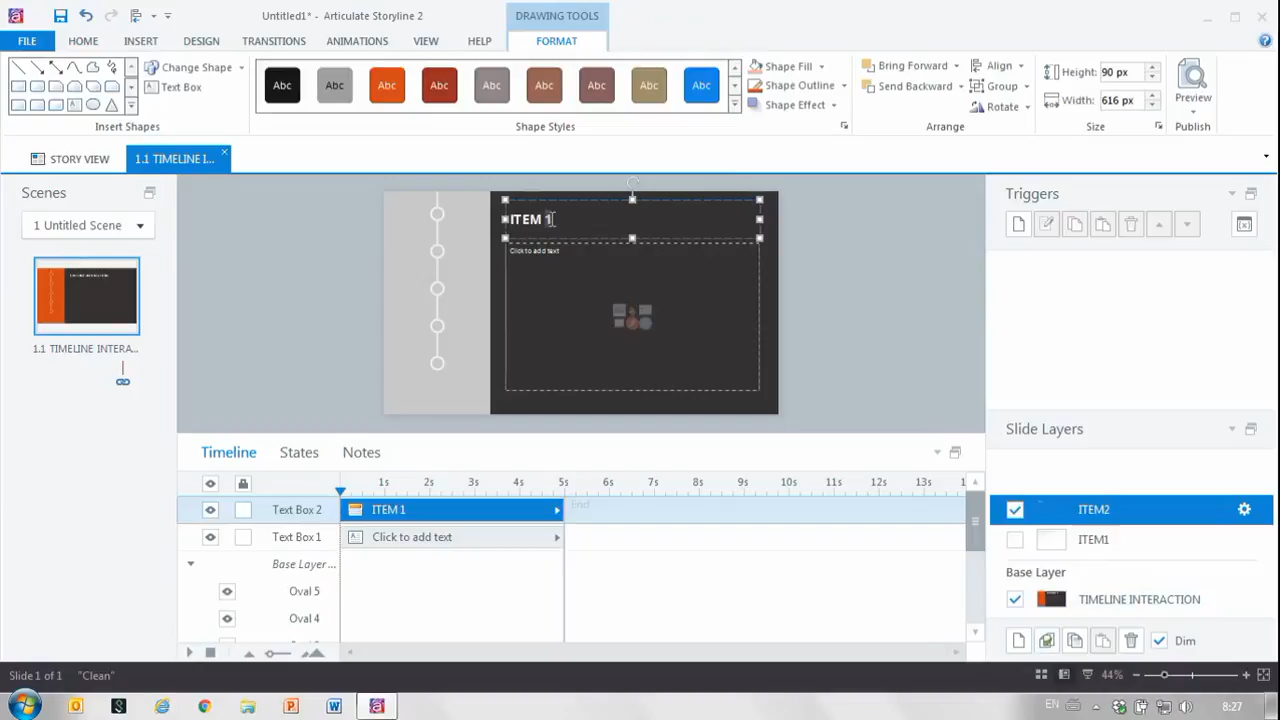 Untitled1* - Articulate Storyline 2
DRAWING TOOLS
FILE
HOME
INSERT
DESIGN
TRANSITIONS
ANIMATIONS
VIEW
HELP
FORMAT
Change Shape
Text Box
Insert Shapes
Abc
Abc
Abc
Abc
Abc
Abc
Abc
Abc
Abc
Shape Styles
Shape Fill
Shape Outline
Shape Effect
Bring Forward
Send Backward
Align
Group
Rotate
Arrange
Height: 90 px
Width: 616 px
Size
Preview
Publish
STORY VIEW
1.1 TIMELINE I...
Scenes
1 Untitled Scene
1.1 TIMELINE INTERA...
ITEM 1
Click to add text
Triggers
Timeline
States
Notes
1s 2s 3s 4s 5s 6s 7s 8s 9s 10s 11s 12s 13s
Text Box 2
ITEM 1
End
Text Box 1
Click to add text
Base Layer ...
Oval 5
Oval 4
Slide Layers
ITEM2
ITEM1
Base Layer
TIMELINE INTERACTION
Dim
Slide 1 of 1
"Clean"
44%
EN
8:27